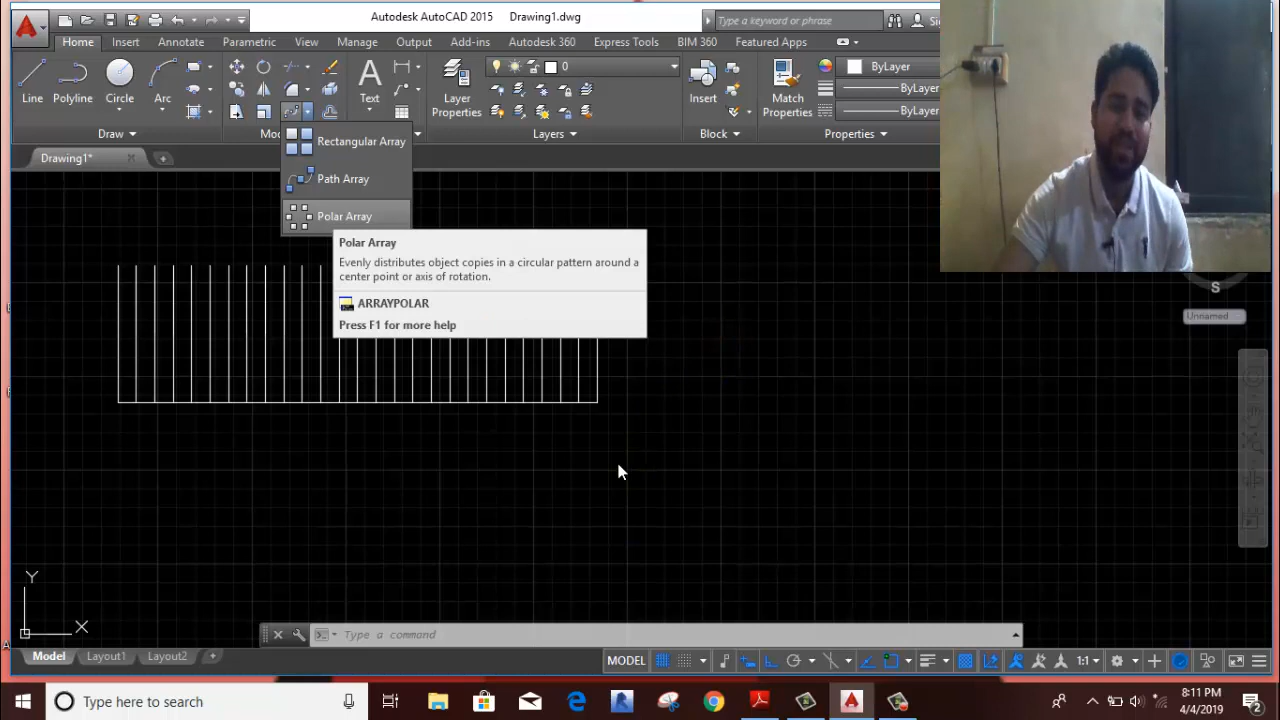 Autodesk AutoCAD 2015 Drawing1.dwg
Type a keyword or phrase
Home Insert Annotate Parametric View Manage Output Add-ins Autodesk 360 Express Tools BIM 360 Featured Apps
0
ByLayer
ByLayer
ByLayer
Line Polyline Circle Arc
Text
Layer Properties
Insert
Match Properties
Draw
Layers
Block
Properties
Drawing1*
Rectangular Array
Path Array
Polar Array
Polar Array
Evenly distributes object copies in a circular pattern around a
center point or axis of rotation.
ARRAYPOLAR
Press F1 for more help
S
Unnamed
Y
X
Type a command
Model Layout1 Layout2 +
MODEL 1:1
Type here to search
8:11 PM
4/4/2019
2